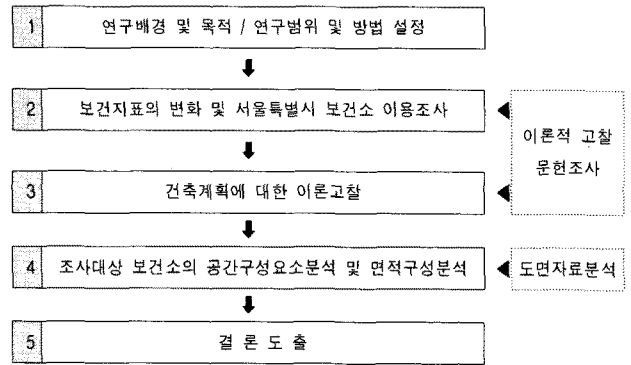 1 연구배경 및 목적 / 연구범위 및 방법 설정
2 보건지표의 변화 및 서울특별시 보건소 이용조사
이론적 고찰
문헌조사
3 건축계획에 대한 이론고찰
4 조사대상 보건소의 공간구성요소분석 및 면적구성분석
도면자료분석
5 결 론 도 출